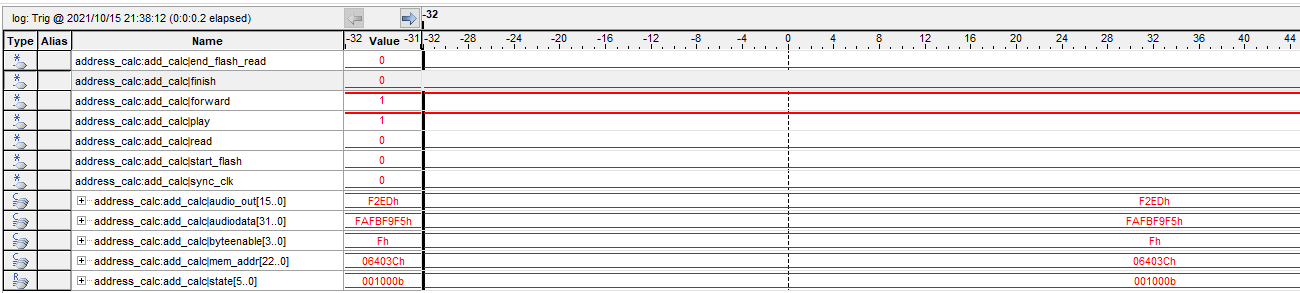 log: Trig @ 2021/10/15 21:38:12 (0:0:0.2 elapsed) -32
Type Alias Name -32 Value -31 -32 -28 -24 -20 -16 -12 -8 -4 0 4 8 12 16 20 24 28 32 36 40 44
address_calc:add_calc|end_flash_read 0
address_calc:add_calc|finish 0
address_calc:add_calc|forward 1
address_calc:add_calc|play 1
address_calc:add_calc|read 0
address_calc:add_calc|start_flash 0
address_calc:add_calc|sync_clk 0
address_calc:add_calc|audio_out[15..0] F2EDh F2EDh
address_calc:add_calc|audiodata[31..0] FAFBF9F5h FAFBF9F5h
address_calc:add_calc|byteenable[3..0] Fh Fh
address_calc:add_calc|mem_addr[22..0] 06403Ch 06403Ch
address_calc:add_calc|state[5..0] 001000b 001000b